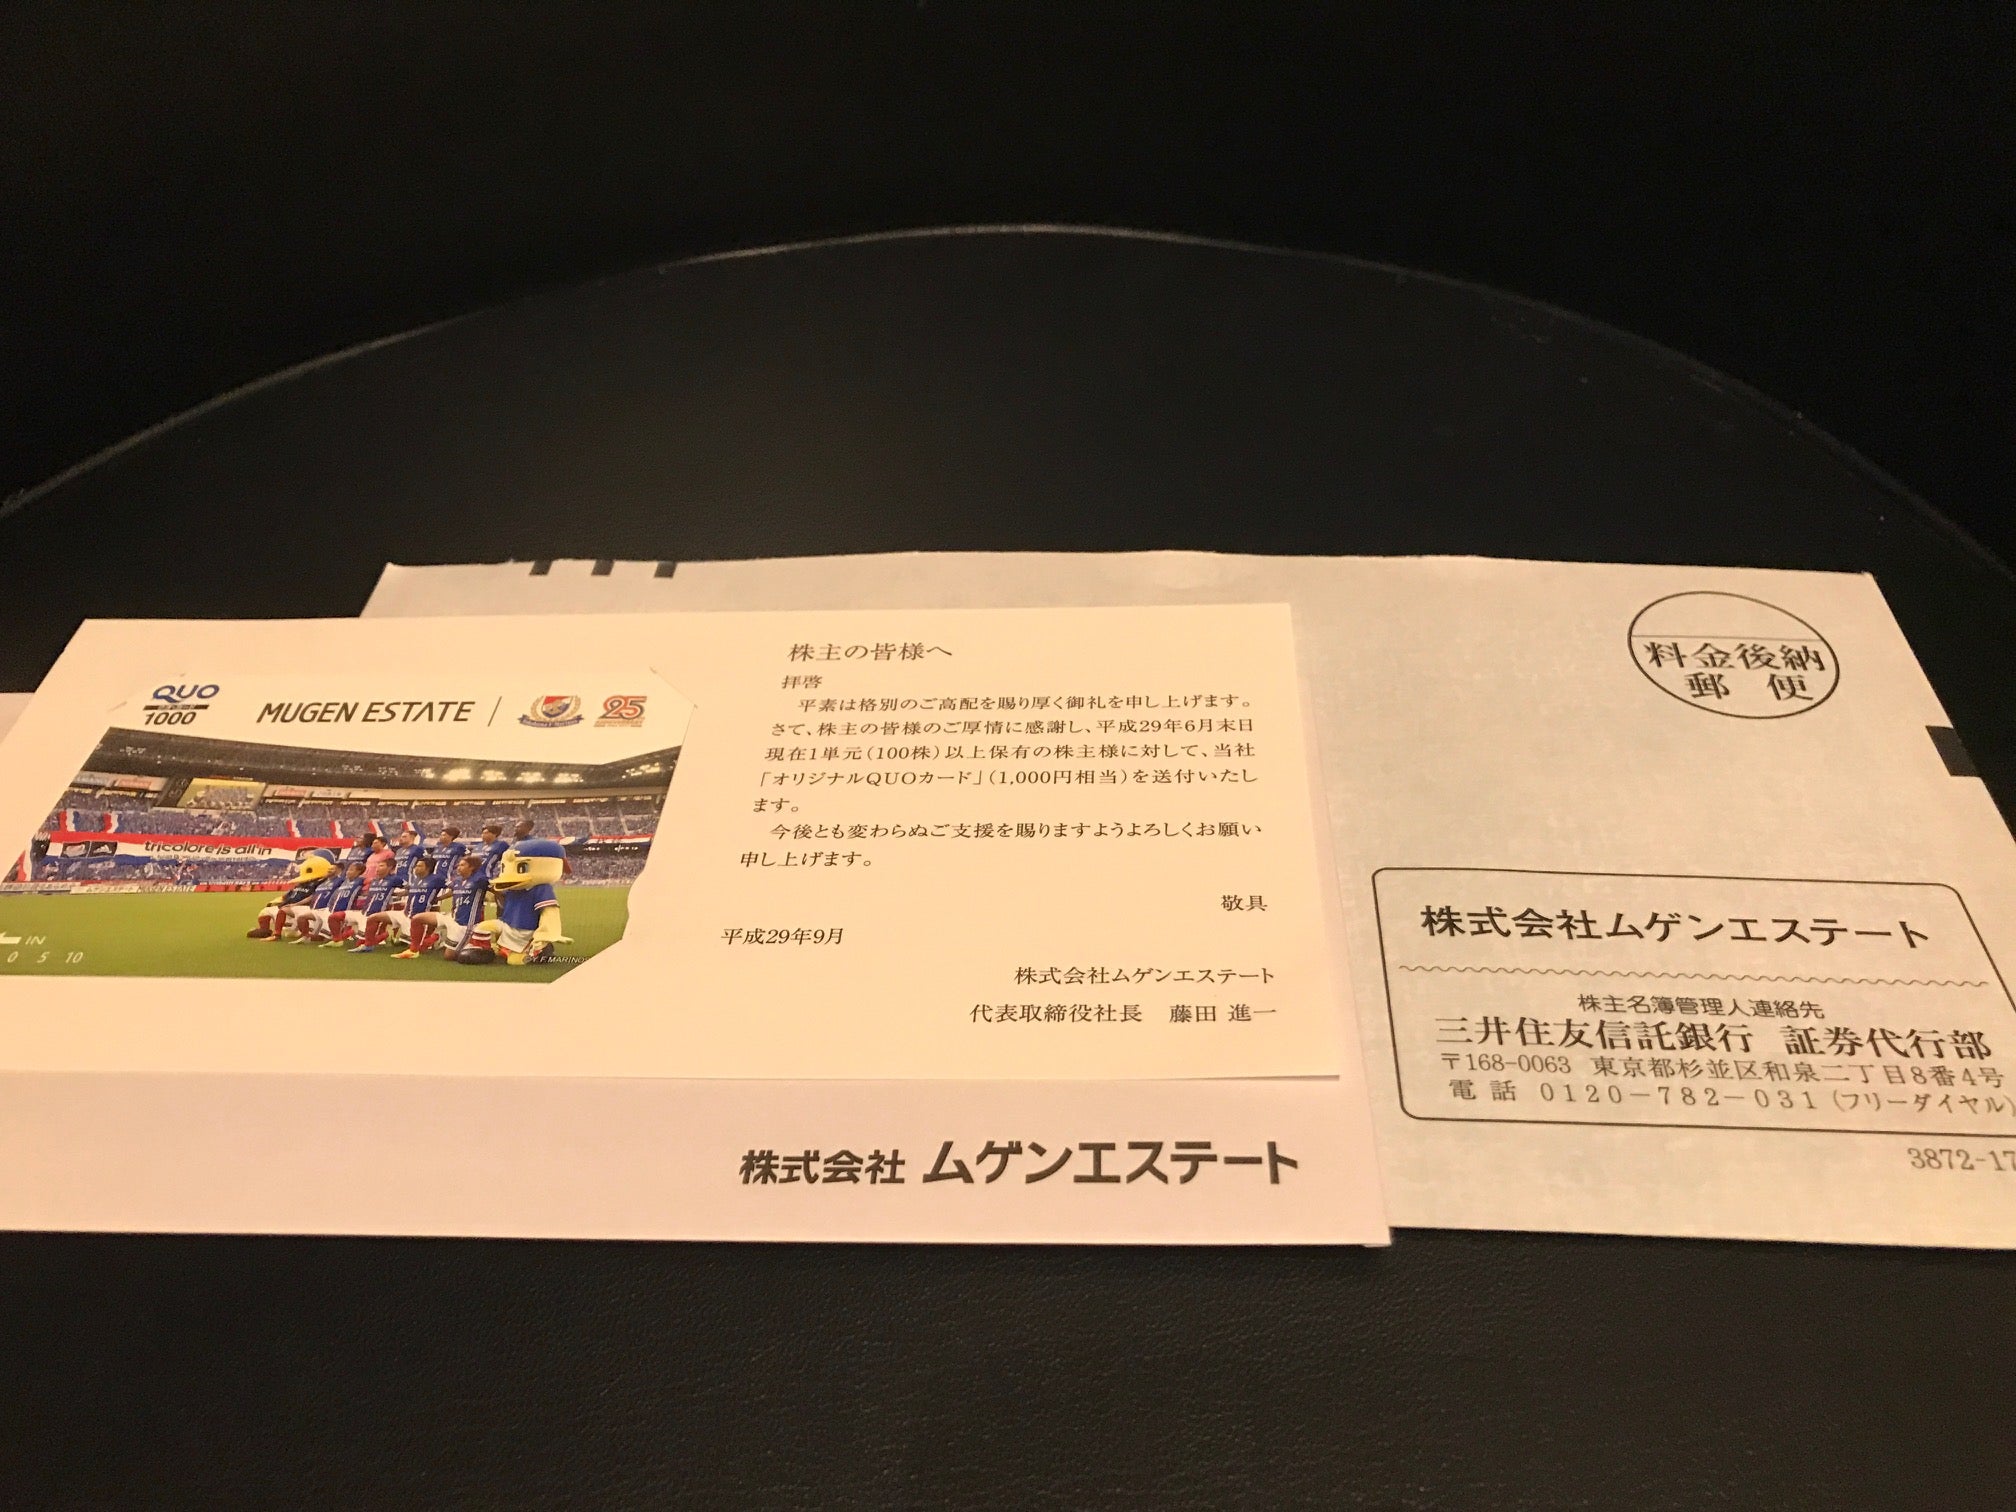 QUO
1000
MUGEN ESTATE
25
tricolore is all in
IN
0 5 10
©Y.F.MARINOS
株主の皆様へ
拝啓
平素は格別のご高配を賜り厚く御礼を申し上げます。
さて、株主の皆様のご厚情に感謝し、平成29年6月末日
現在1単元(100株)以上保有の株主様に対して、当社
「オリジナルQUOカード」(1,000円相当)を送付いたし
ます。
今後とも変わらぬご支援を賜りますようよろしくお願い
申し上げます。
敬具
平成29年9月
株式会社ムゲンエステート
代表取締役社長 藤田 進一
株式会社 ムゲンエステート
料金後納
郵便
株式会社ムゲンエステート
株主名簿管理人連絡先
三井住友信託銀行 証券代行部
〒168-0063 東京都杉並区和泉二丁目8番4号
電話 0120-782-031 (フリーダイヤル)
3872-17